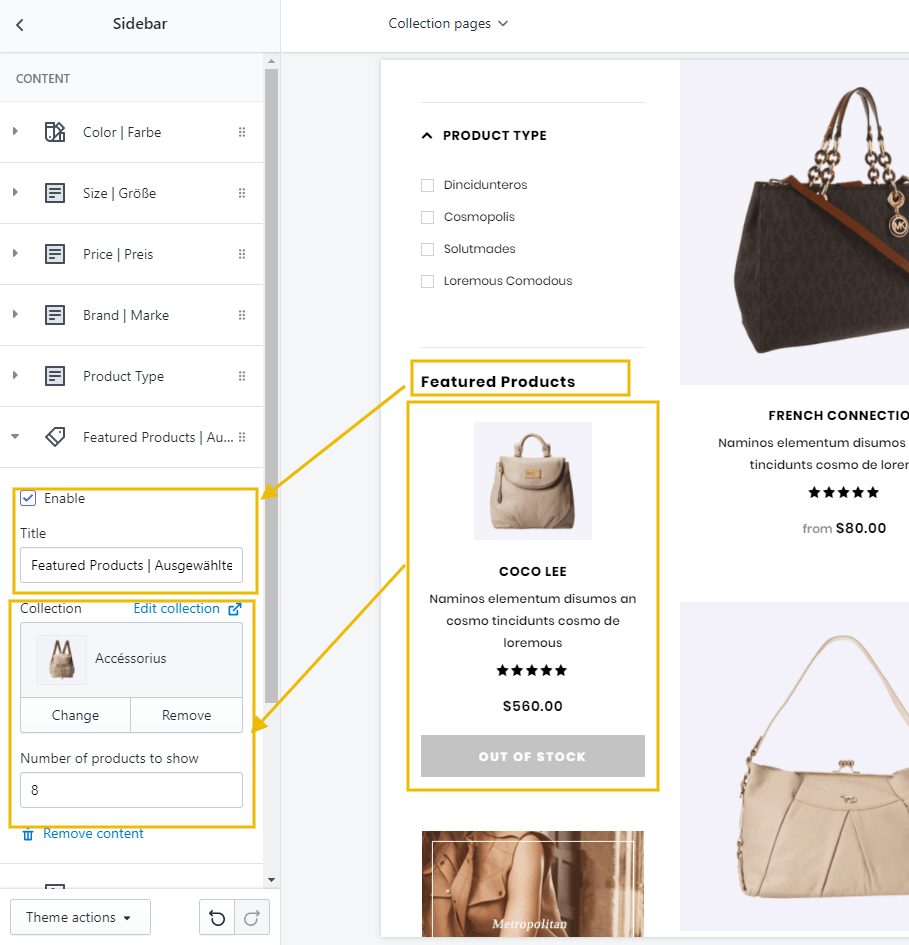 Sidebar
Collection pages
CONTENT
Color | Farbe
Size | Größe
Price | Preis
Brand | Marke
Product Type
Featured Products | Au...
Enable
Title
Featured Products | Ausgewählte
Collection
Edit collection
Accéssorius
Change
Remove
Number of products to show
8
Remove content
Theme actions
PRODUCT TYPE
Dincidunteros
Cosmopolis
Solutmades
Loremous Comodous
Featured Products
COCO LEE
Naminos elementum disumos an
cosmo tincidunts cosmo de
loremous
$560.00
OUT OF STOCK
Metropolitan
MK
FRENCH CONNECTIO
Naminos elementum disumos
tincidunts cosmo de lorer
from $80.00